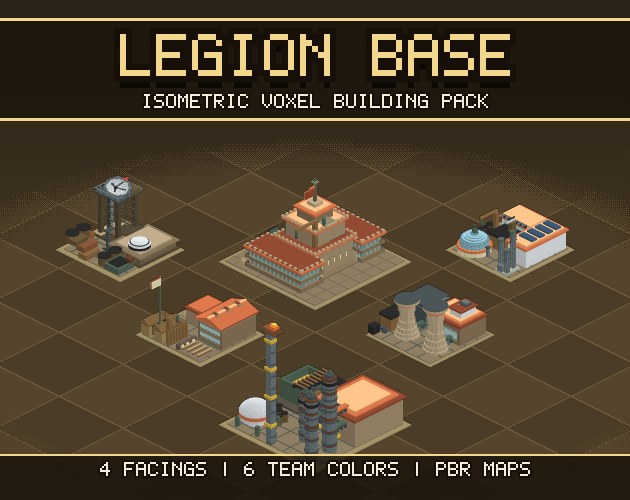 LEGION BASE
ISOMETRIC VOXEL BUILDING PACK
4 FACINGS | 6 TEAM COLORS | PBR MAPS